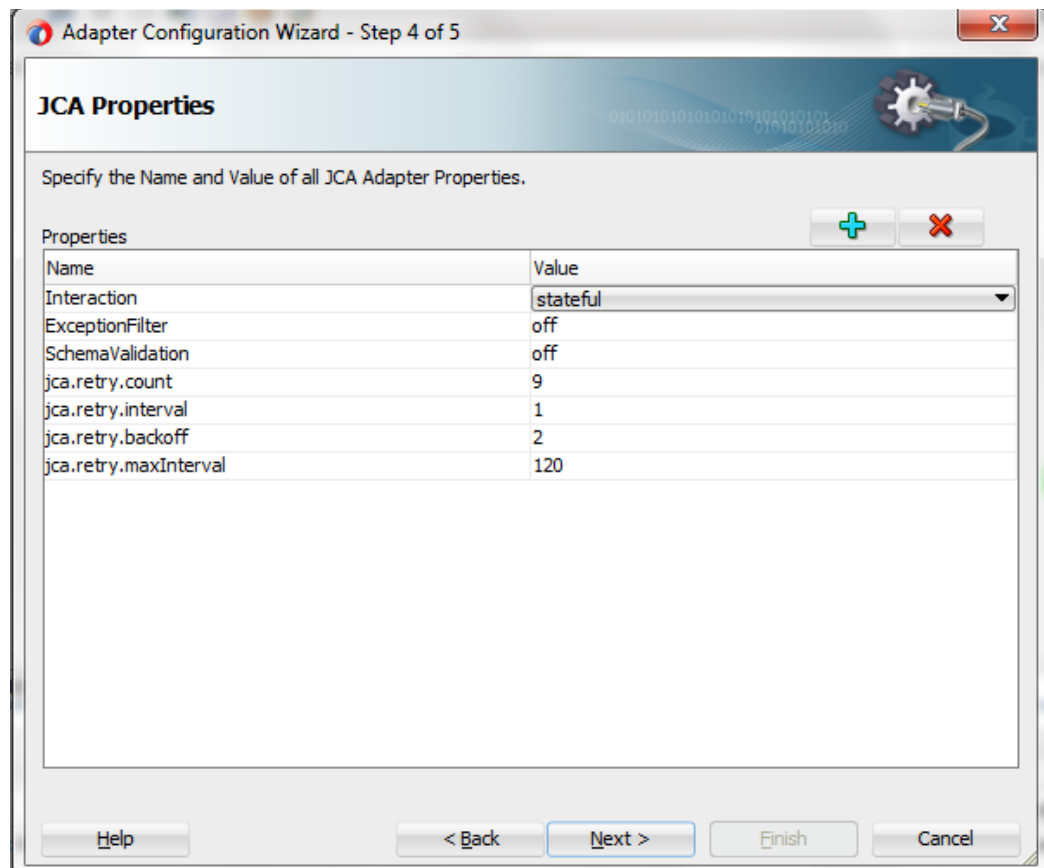 Adapter Configuration Wizard - Step 4 of 5
JCA Properties
Specify the Name and Value of all JCA Adapter Properties.
Properties
Name Value
Interaction stateful
ExceptionFilter off
SchemaValidation off
jca.retry.count 9
jca.retry.interval 1
jca.retry.backoff 2
jca.retry.maxInterval 120
Help < Back Next > Finish Cancel